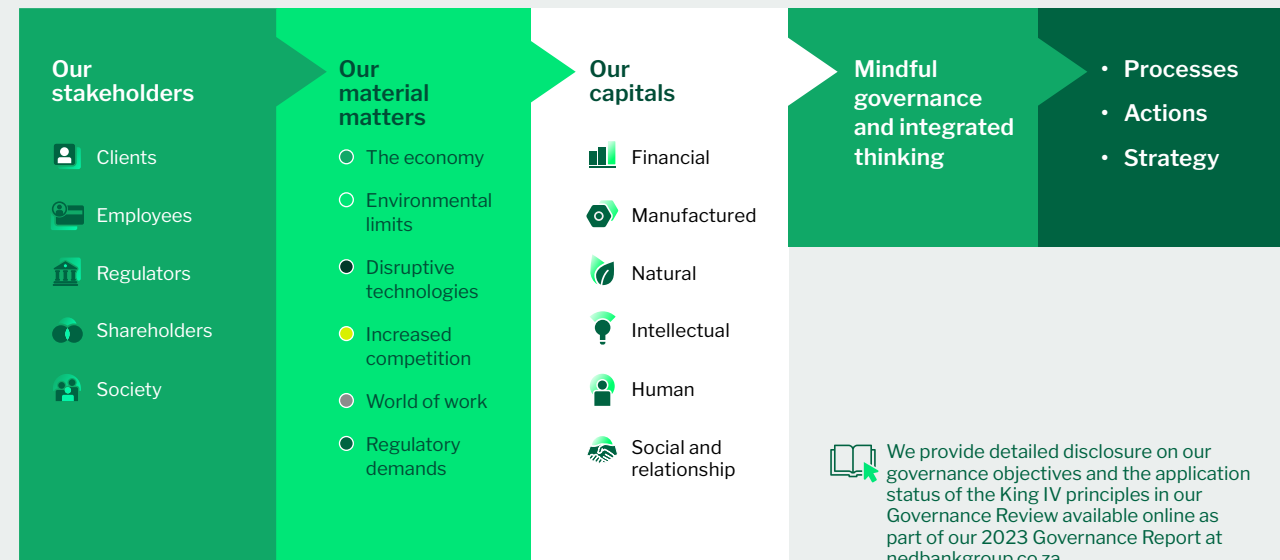 Our
stakeholders
Clients
Employees
Regulators
Shareholders
Society
Our
material
matters
The economy
Environmental
limits
Disruptive
technologies
Increased
competition
World of work
Regulatory
demands
Our
capitals
Financial
Manufactured
Natural
Intellectual
Human
Social and
relationship
Mindful
governance
and integrated
thinking
• Processes
• Actions
• Strategy
We provide detailed disclosure on our
governance objectives and the application
status of the King IV principles in our
Governance Review available online as
part of our 2023 Governance Report at
nedbankgroup.co.za